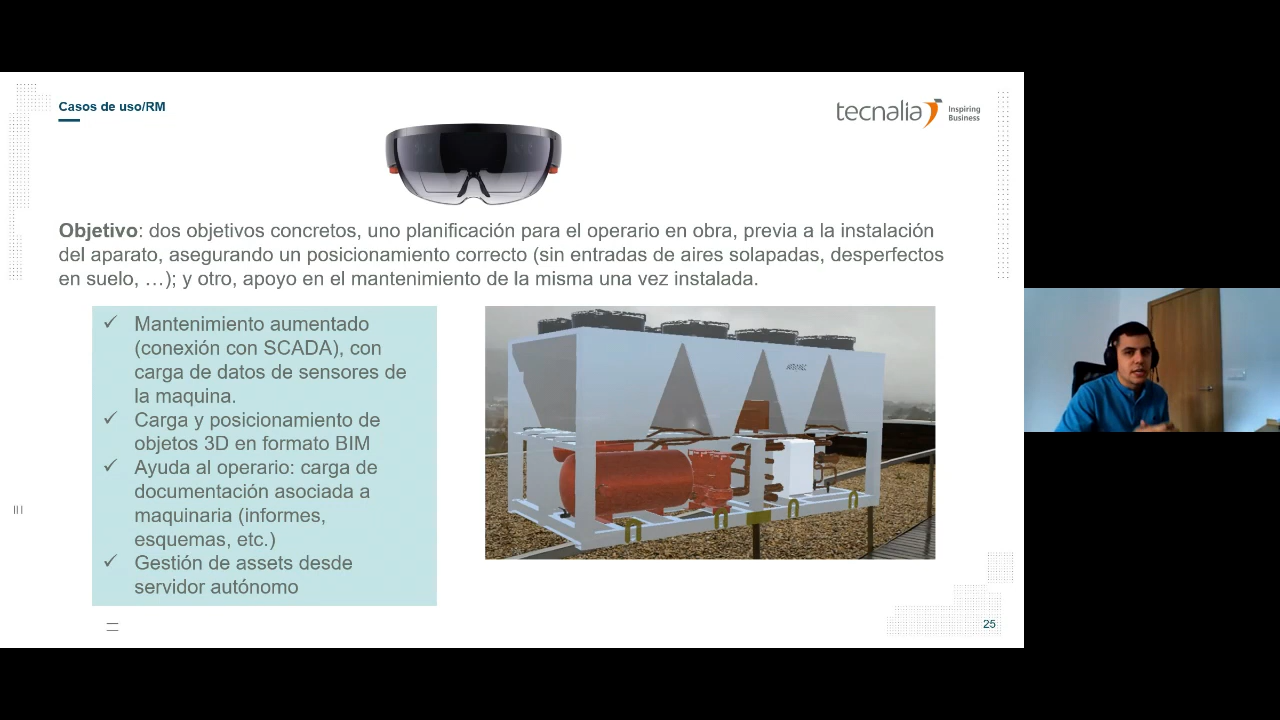 Casos de uso/RM
tecnalia
Inspiring
Business
Objetivo: dos objetivos concretos, uno planificación para el operario en obra, previa a la instalación
del aparato, asegurando un posicionamiento correcto (sin entradas de aires solapadas, desperfectos
en suelo, …); y otro, apoyo en el mantenimiento de la misma una vez instalada.
✓ Mantenimiento aumentado
(conexión con SCADA), con
carga de datos de sensores de
la maquina.
✓ Carga y posicionamiento de
objetos 3D en formato BIM
✓ Ayuda al operario: carga de
documentación asociada a
maquinaria (informes,
esquemas, etc.)
✓ Gestión de assets desde
servidor autónomo
25